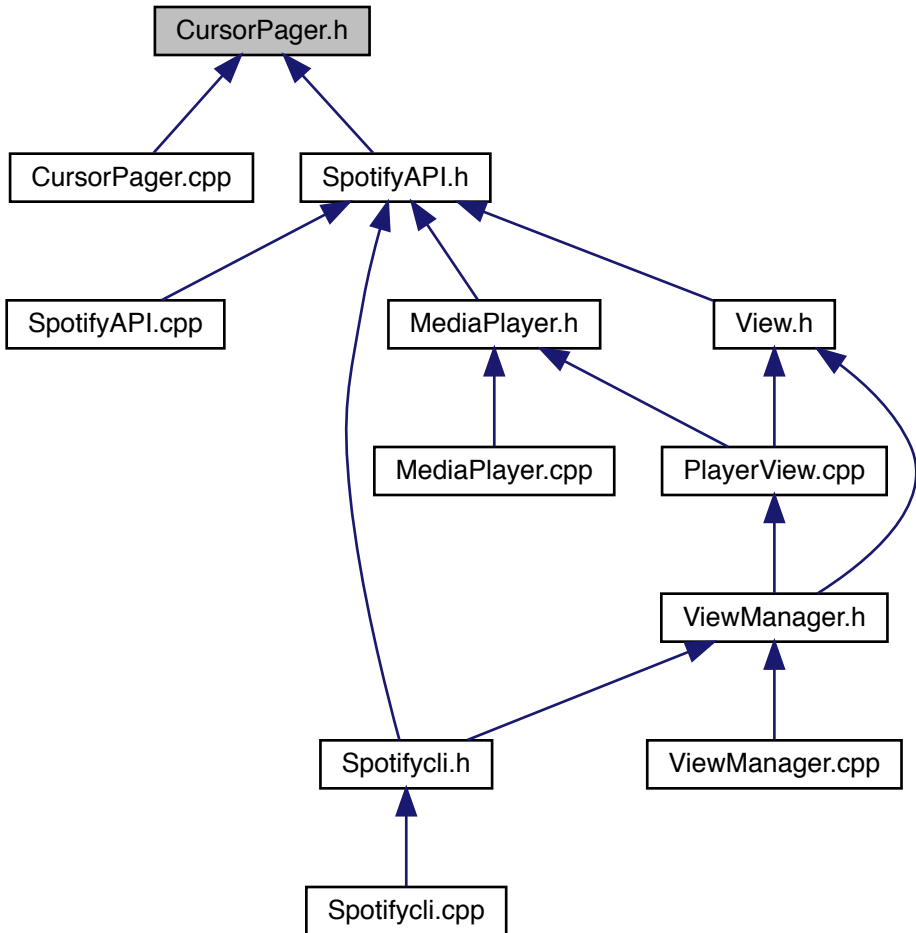 CursorPager.h
CursorPager.cpp
SpotifyAPI.h
SpotifyAPI.cpp
MediaPlayer.h
View.h
MediaPlayer.cpp
PlayerView.cpp
ViewManager.h
Spotifycli.h
ViewManager.cpp
Spotifycli.cpp